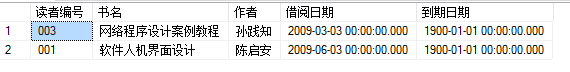 读者编号 书名 作者 借阅日期 到期日期
1 003 网络程序设计案例教程 孙践知 2009-03-03 00:00:00.000 1900-01-01 00:00:00.000
2 001 软件人机界面设计 陈启安 2009-06-03 00:00:00.000 1900-01-01 00:00:00.000